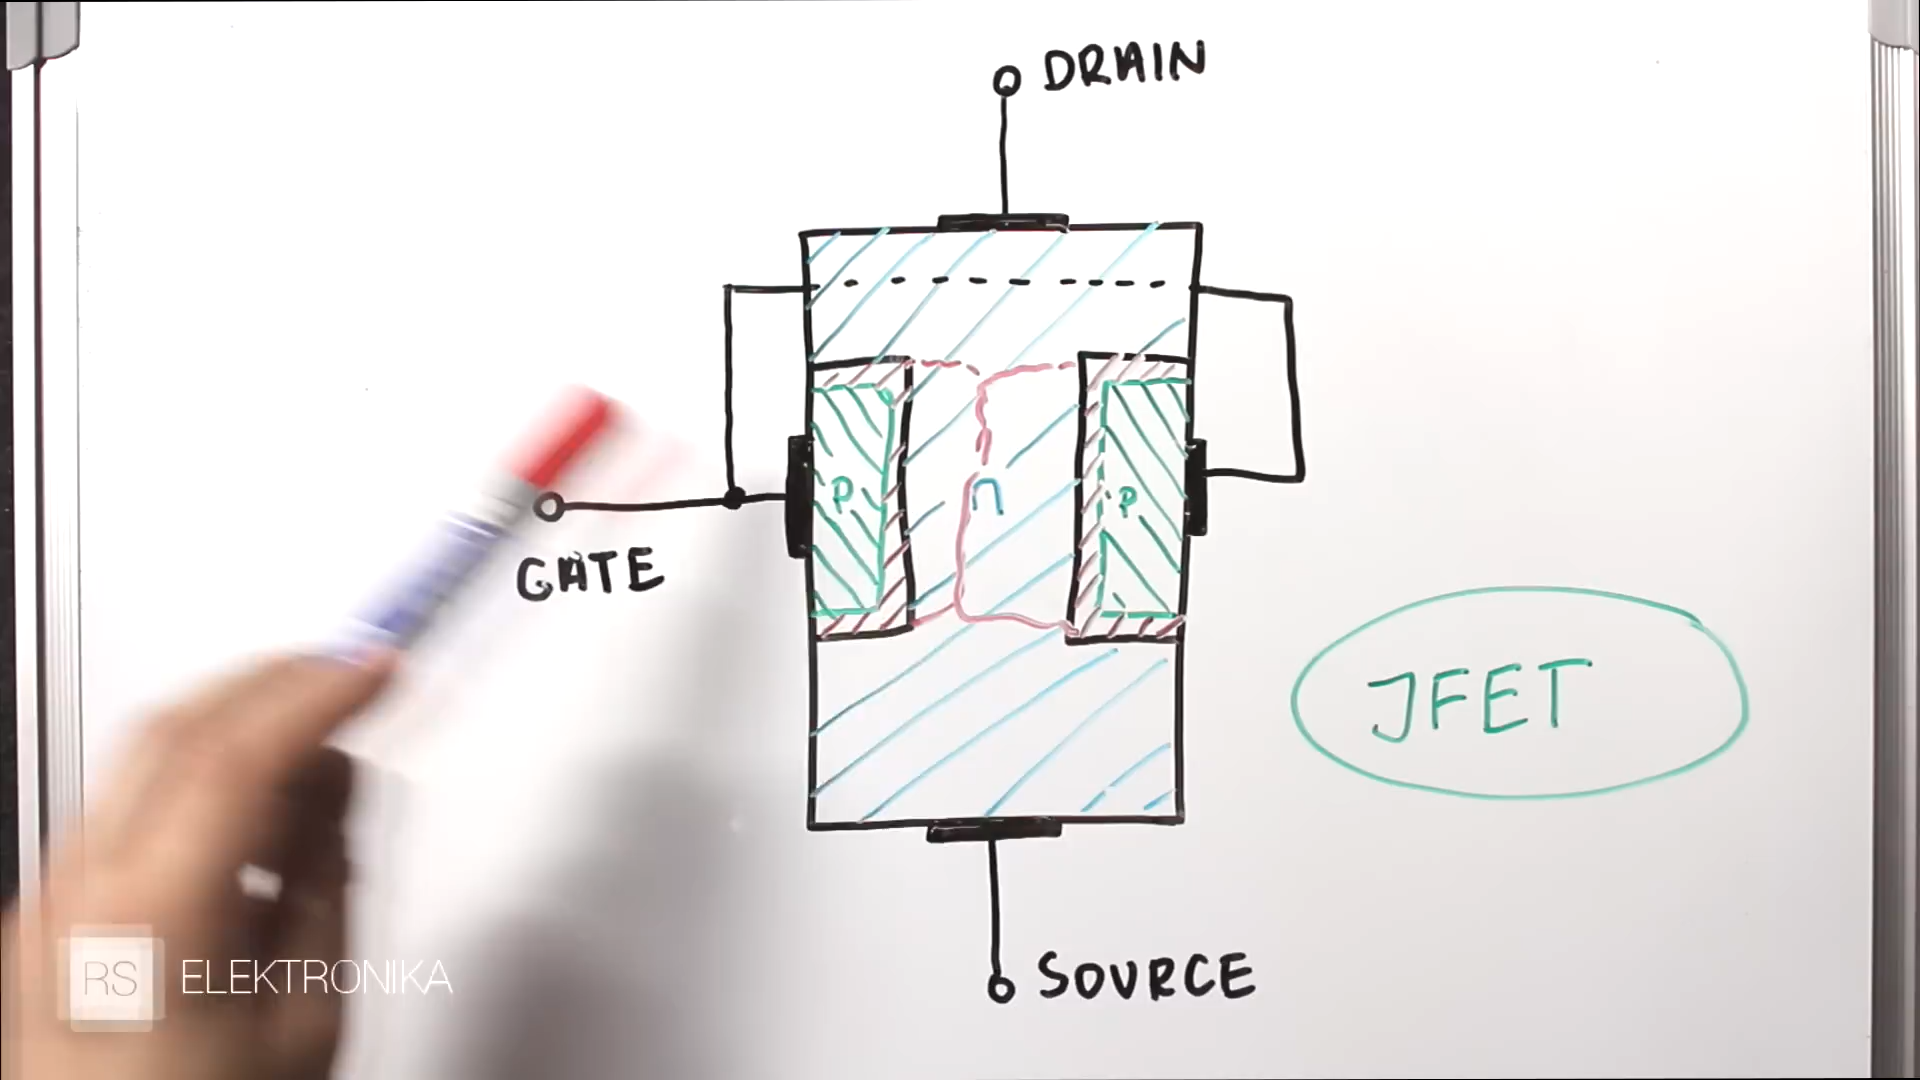 DRAIN
p
n
p
GATE
JFET
SOURCE
RS ELEKTRONIKA